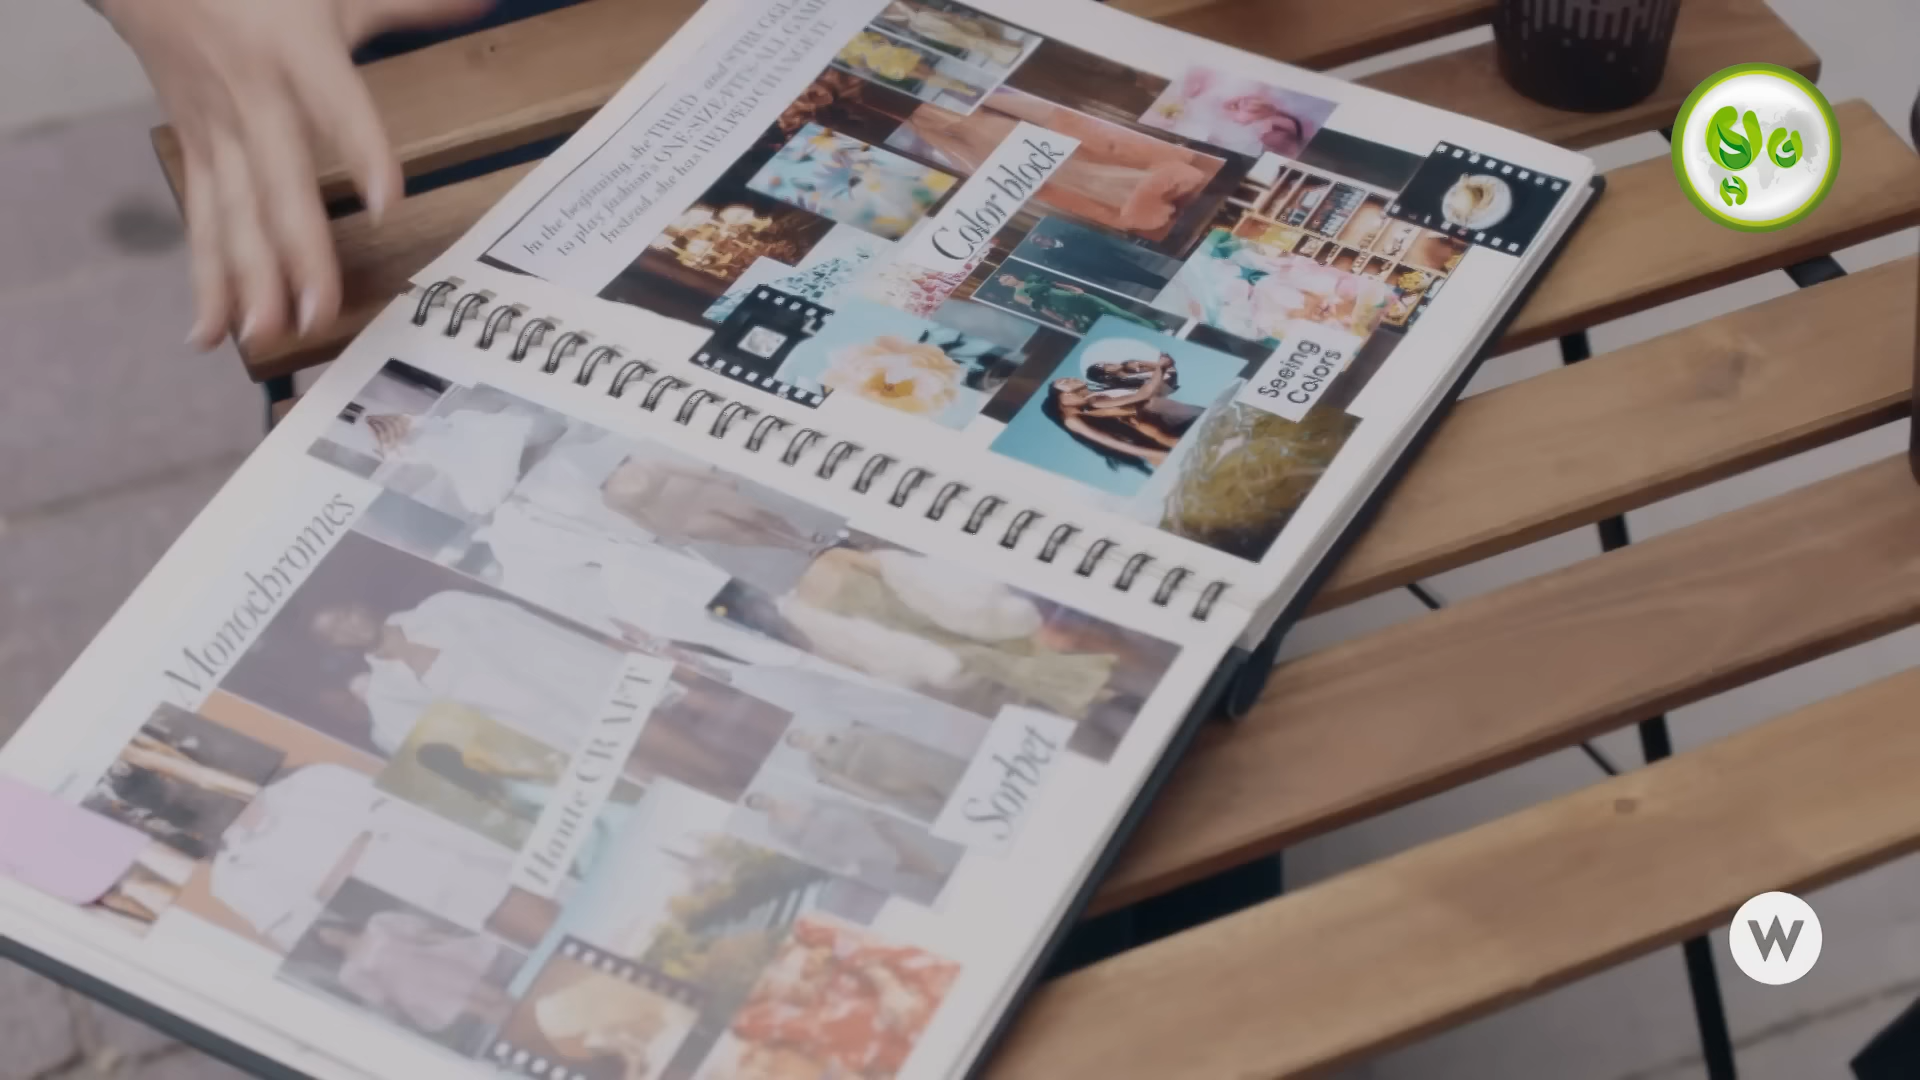 In the beginning, she TRIED and STRUGGLED
to play fashion's ONE-SIZE-FITS-ALL GAME
Instead, she has HELPED CHANGE IT.
Color block
Seeing
Colors
Monochromes
Haute CRAFT
Sorbet
W